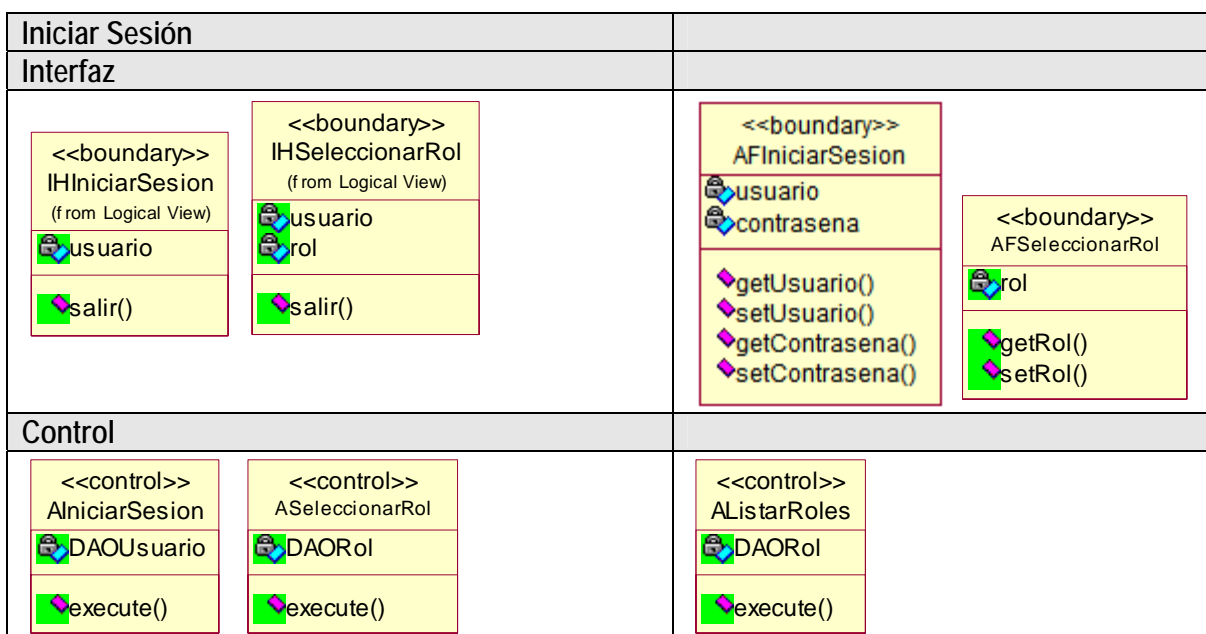 Iniciar Sesión
Interfaz
<<boundary>>
IHIniciarSesion
(from Logical View)
usuario
salir()
<<boundary>>
IHSeleccionarRol
(from Logical View)
usuario
rol
salir()
<<boundary>>
AFIniciarSesion
usuario
contrasena
getUsuario()
setUsuario()
getContrasena()
setContrasena()
<<boundary>>
AFSeleccionarRol
rol
getRol()
setRol()
Control
<<control>>
AIniciarSesion
DAOUsuario
execute()
<<control>>
ASeleccionarRol
DAORol
execute()
<<control>>
AListarRoles
DAORol
execute()